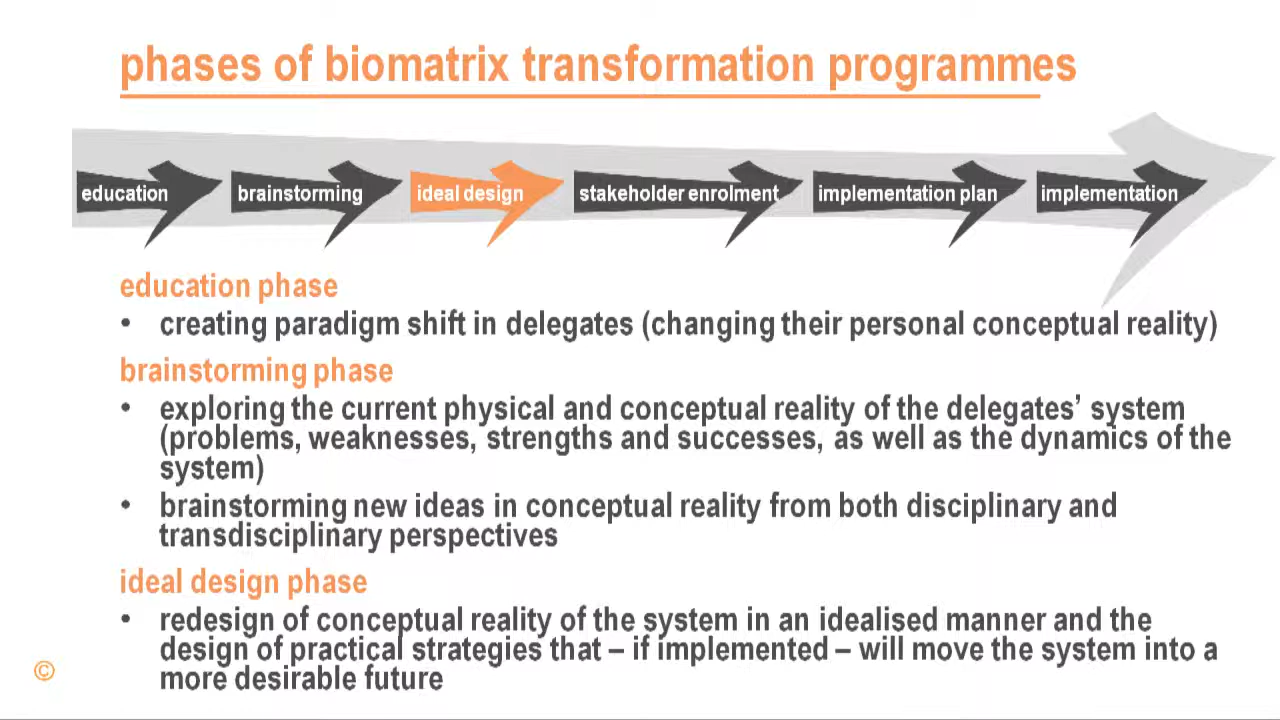 phases of biomatrix transformation programmes
education
brainstorming
ideal design
stakeholder enrolment
implementation plan
implementation
education phase
• creating paradigm shift in delegates (changing their personal conceptual reality)
brainstorming phase
• exploring the current physical and conceptual reality of the delegates’ system
(problems, weaknesses, strengths and successes, as well as the dynamics of the
system)
• brainstorming new ideas in conceptual reality from both disciplinary and
transdisciplinary perspectives
ideal design phase
• redesign of conceptual reality of the system in an idealised manner and the
design of practical strategies that – if implemented – will move the system into a
more desirable future
©